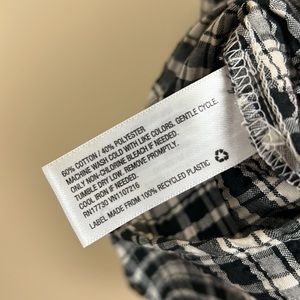 60% COTTON / 40% POLYESTER
MACHINE WASH COLD WITH LIKE COLORS. GENTLE CYCLE.
ONLY NON-CHLORINE BLEACH IF NEEDED.
TUMBLE DRY LOW. REMOVE PROMPTLY.
COOL IRON IF NEEDED.
RN17730 VN1107216
LABEL MADE FROM 100% RECYCLED PLASTIC